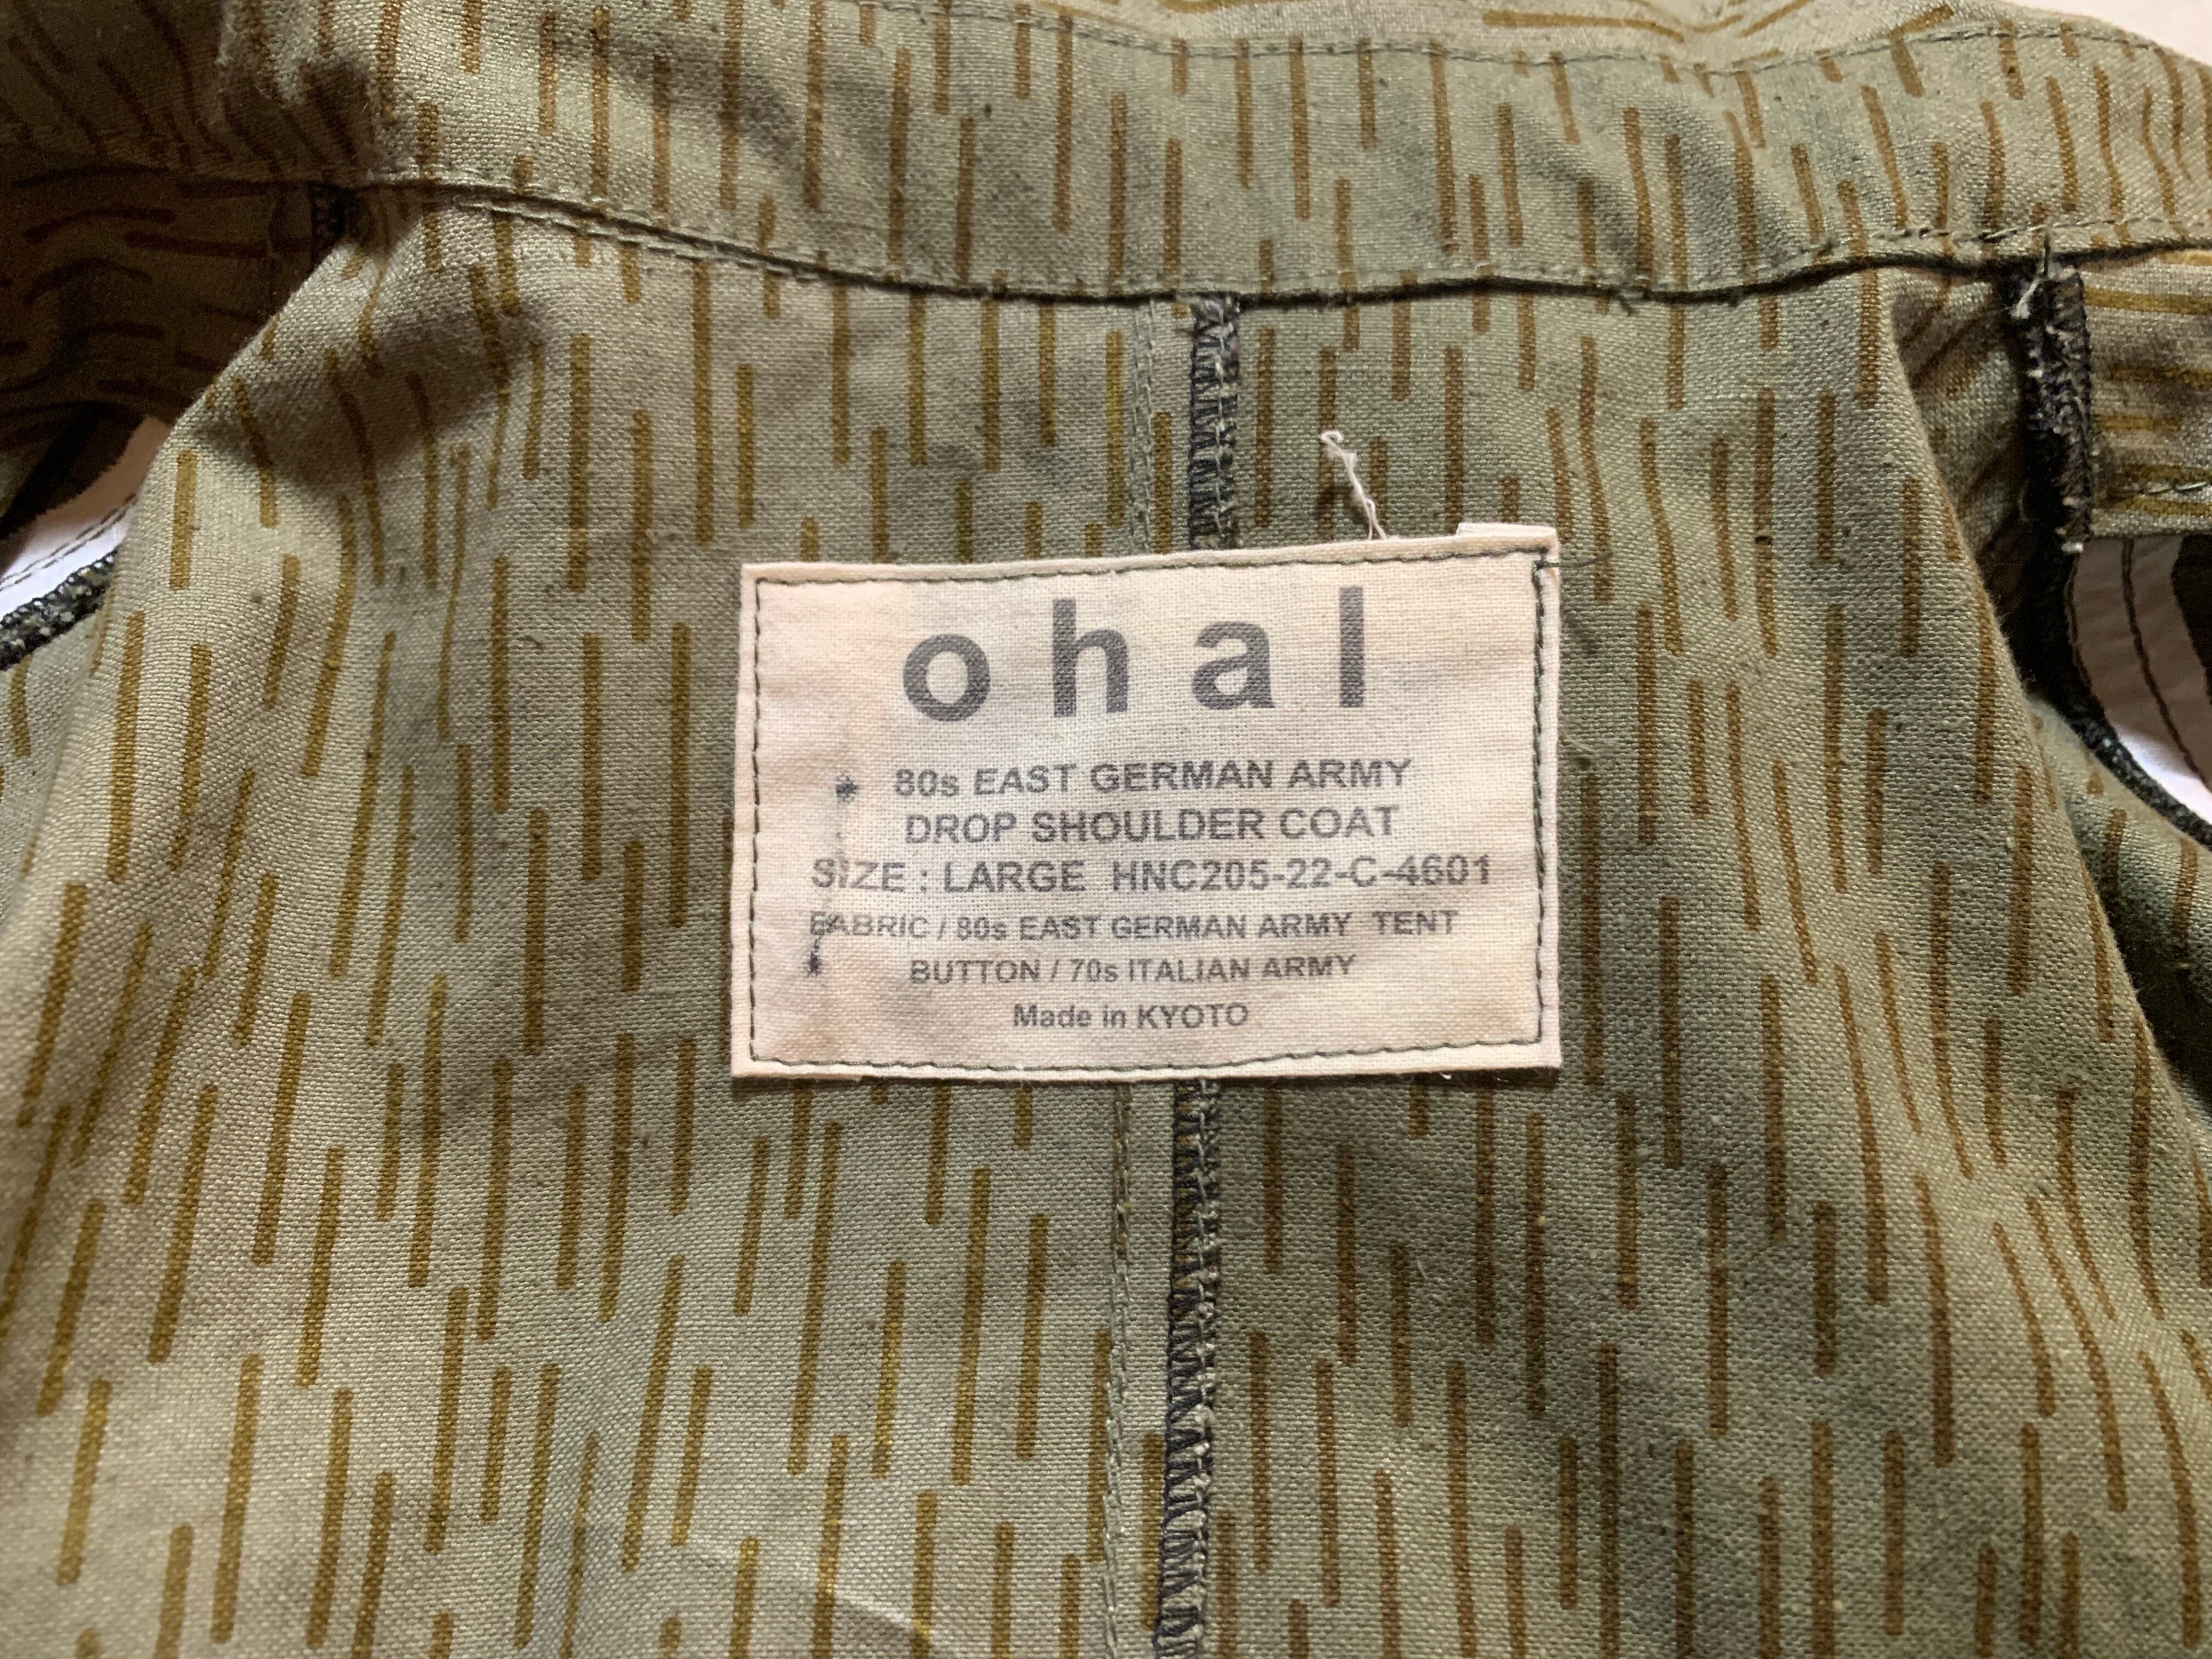 ohal
80s EAST GERMAN ARMY
DROP SHOULDER COAT
SIZE : LARGE HNC205-22-C-4601
FABRIC / 80s EAST GERMAN ARMY TENT
BUTTON / 70s ITALIAN ARMY
Made in KYOTO